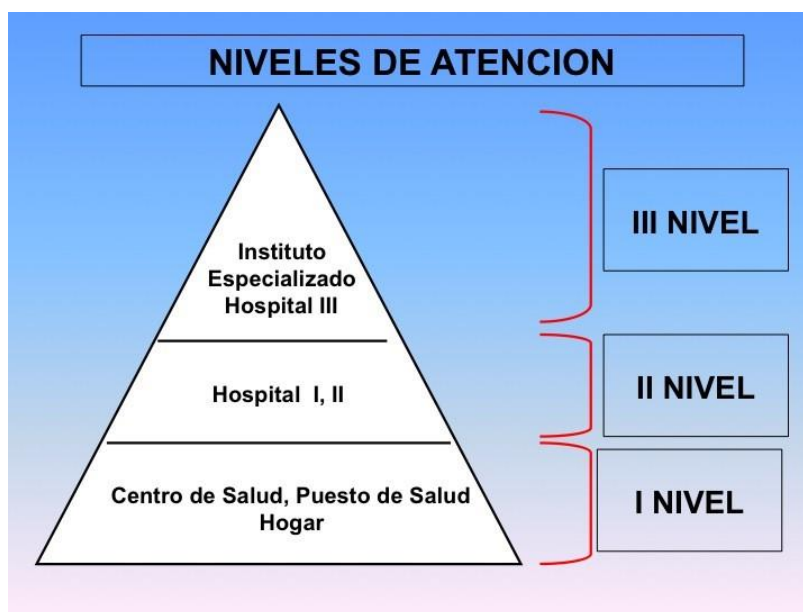 NIVELES DE ATENCION
Instituto
Especializado
Hospital III
III NIVEL
Hospital I, II
II NIVEL
Centro de Salud, Puesto de Salud
Hogar
I NIVEL